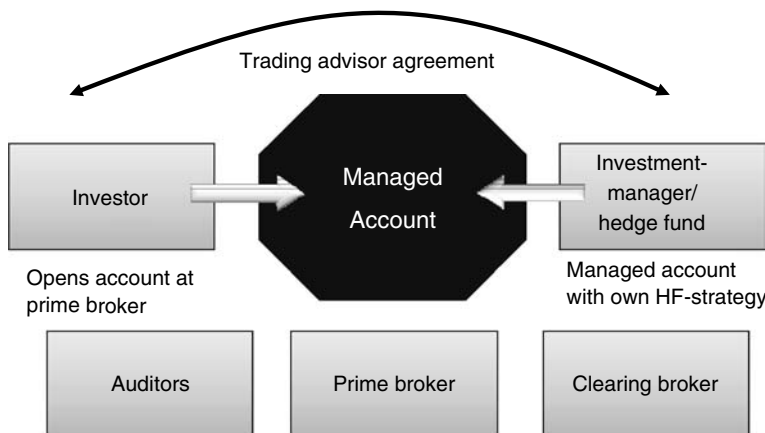 Trading advisor agreement
Investor
Managed
Account
Investment-
manager/
hedge fund
Opens account at
prime broker
Managed account
with own HF-strategy
Auditors
Prime broker
Clearing broker